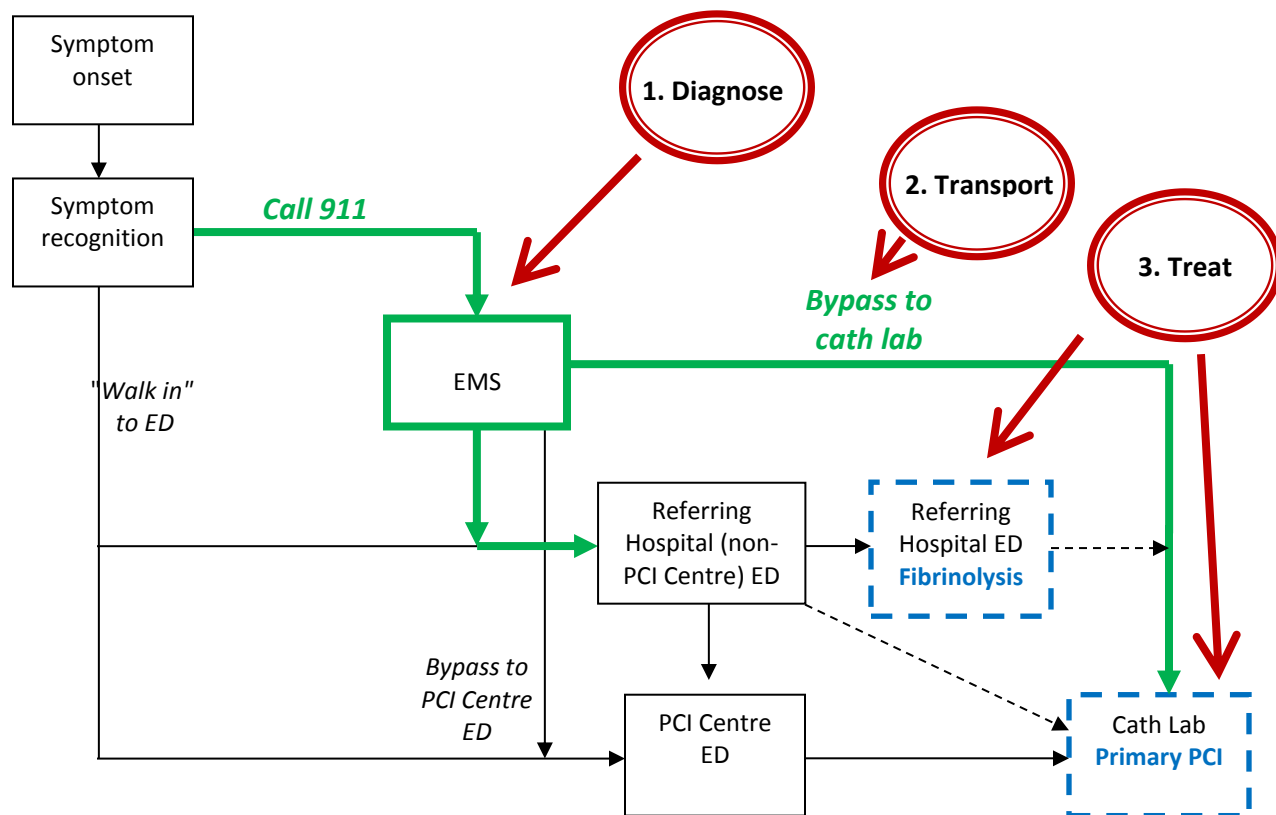 Symptom
onset
1. Diagnose
2. Transport
Symptom
recognition
Call 911
3. Treat
Bypass to
cath lab
EMS
"Walk in"
to ED
Referring
Hospital (non-
PCI Centre) ED
Referring
Hospital ED
Fibrinolysis
Bypass to
PCI Centre
ED
PCI Centre
ED
Cath Lab
Primary PCI